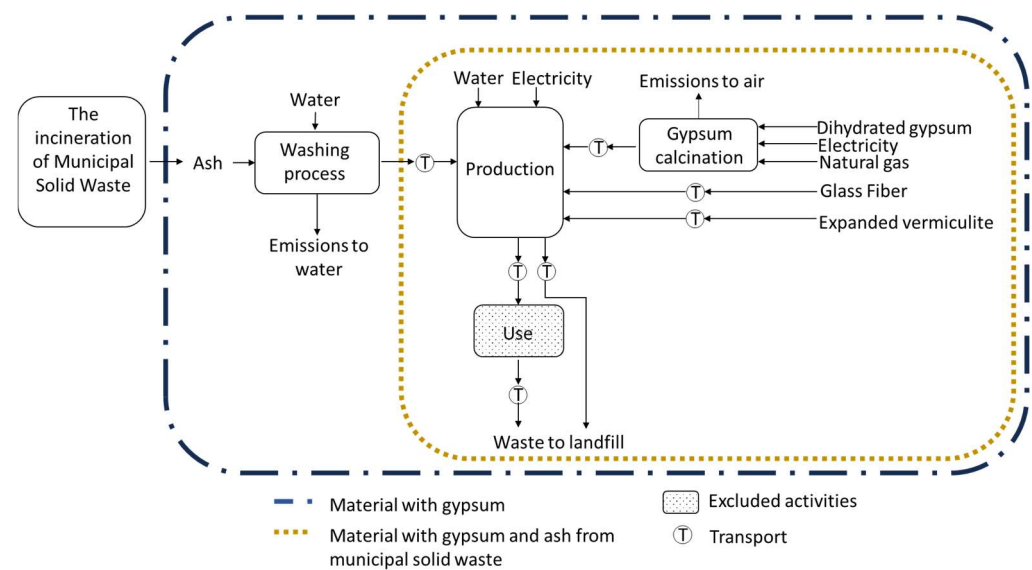 The
incineration
of Municipal
Solid Waste
Ash
Water
Washing
process
Emissions to
water
T
Water
Electricity
Production
Emissions to air
Gypsum
calcination
T
Dihydrated gypsum
Electricity
Natural gas
T
Glass Fiber
T
Expanded vermiculite
T
T
Use
T
Waste to landfill
Material with gypsum
Material with gypsum and ash from
municipal solid waste
Excluded activities
T
Transport